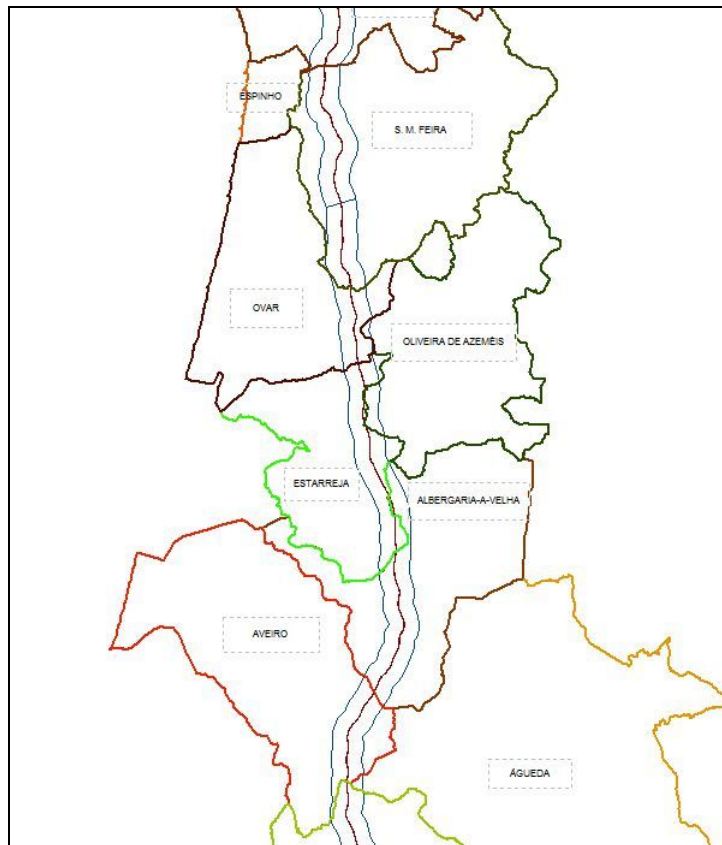 ESPINHO
S. M. FEIRA
OVAR
OLIVEIRA DE AZEMÉIS
ESTARREJA
ALBERGARIA-A-VELHA
AVEIRO
ÁGUEDA